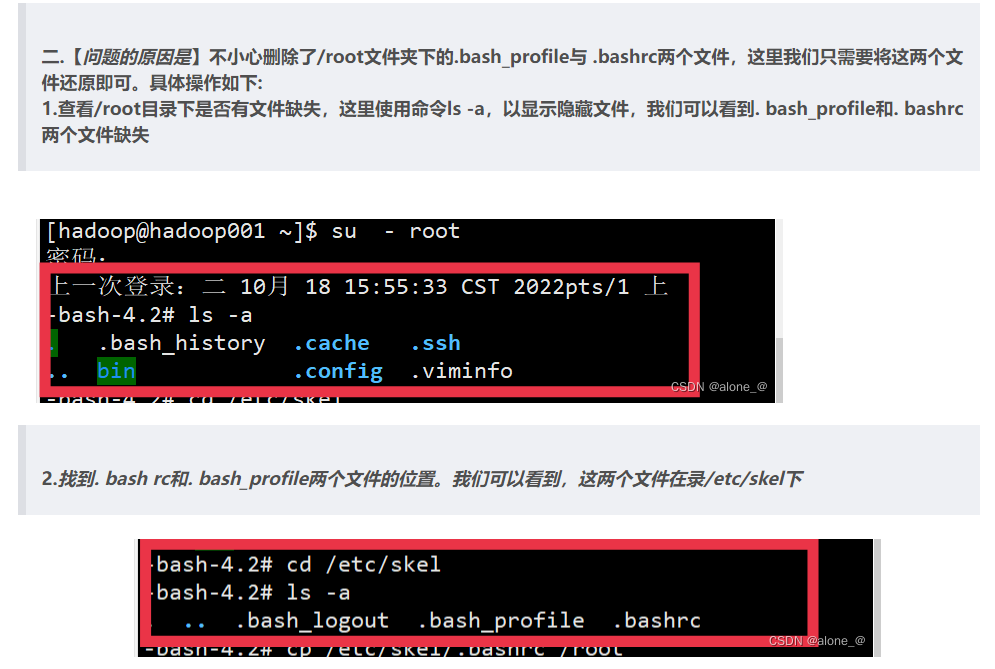 二.【问题的原因是】不小心删除了/root文件夹下的.bash_profile与 .bashrc两个文件，这里我们只需要将这两个文
件还原即可。具体操作如下:
1.查看/root目录下是否有文件缺失，这里使用命令ls -a，以显示隐藏文件，我们可以看到. bash_profile和. bashrc
两个文件缺失
[hadoop@hadoop001 ~]$ su  - root
密码：
上一次登录：二 10月 18 15:55:33 CST 2022pts/1 上
-bash-4.2# ls -a
.   .bash_history  .cache   .ssh
..  bin            .config  .viminfo
-bash-4.2# cd /etc/skel
CSDN @alone_@
2.找到. bash rc和. bash_profile两个文件的位置。我们可以看到，这两个文件在录/etc/skel下
-bash-4.2# cd /etc/skel
-bash-4.2# ls -a
.  ..  .bash_logout  .bash_profile  .bashrc
CSDN @alone_@
-bash-4.2# cp /etc/skel/.bashrc /root